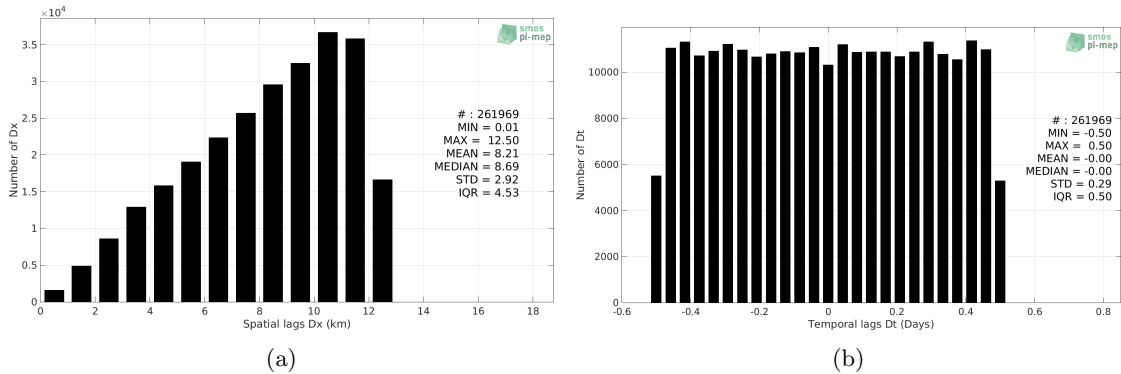 ×10⁴
3.5
3
2.5
2
1.5
1
0.5
0
Number of Dx
smos
pi-mep
# : 261969
MIN = 0.01
MAX = 12.50
MEAN = 8.21
MEDIAN = 8.69
STD = 2.92
IQR = 4.53
0 2 4 6 8 10 12 14 16 18
Spatial lags Dx (km)
(a)
10000
8000
6000
4000
2000
0
Number of Dt
smos
pi-mep
# : 261969
MIN = -0.50
MAX = 0.50
MEAN = -0.00
MEDIAN = -0.00
STD = 0.29
IQR = 0.50
-0.6 -0.4 -0.2 0 0.2 0.4 0.6 0.8
Temporal lags Dt (Days)
(b)